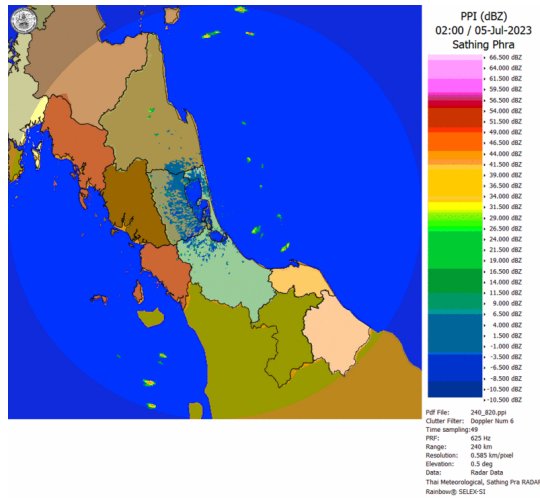 PPI (dBZ)
02:00 / 05-Jul-2023
Sathing Phra
66.500 dBZ
64.000 dBZ
61.500 dBZ
59.500 dBZ
56.500 dBZ
54.000 dBZ
51.500 dBZ
49.000 dBZ
46.500 dBZ
44.000 dBZ
41.500 dBZ
39.000 dBZ
36.500 dBZ
34.000 dBZ
31.500 dBZ
29.000 dBZ
26.500 dBZ
24.000 dBZ
21.500 dBZ
19.000 dBZ
16.500 dBZ
14.000 dBZ
11.500 dBZ
9.000 dBZ
6.500 dBZ
4.000 dBZ
1.500 dBZ
-1.000 dBZ
-3.500 dBZ
-6.000 dBZ
-8.500 dBZ
-10.500 dBZ
-10.500 dBZ
Pdf File: 240_820.ppi
Clutter Filter: Doppler Num 6
Time sampling:49
PRF: 625 Hz
Range: 240 km
Resolution: 0.585 km/pixel
Elevation: 0.5 deg
Data: Radar Data
Thai Meteorological, Sathing Pra RADAR
Rainbow® SELEX-SI